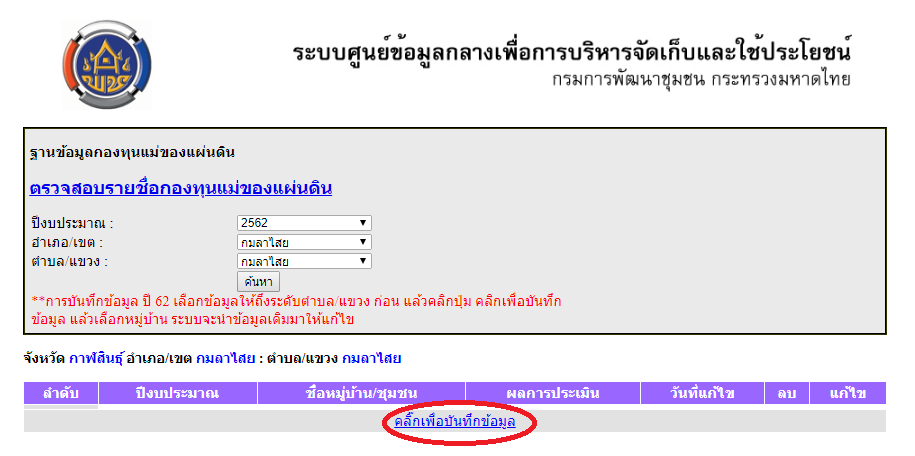 ระบบศูนย์ข้อมูลกลางเพื่อการบริหารจัดเก็บและใช้ประโยชน์
กรมการพัฒนาชุมชน กระทรวงมหาดไทย
ฐานข้อมูลกองทุนแม่ของแผ่นดิน
ตรวจสอบรายชื่อกองทุนแม่ของแผ่นดิน
ปีงบประมาณ : 2562
อำเภอ/เขต : กมลาไสย
ตำบล/แขวง : กมลาไสย
ค้นหา
**การบันทึกข้อมูล ปี 62 เลือกข้อมูลให้ถึงระดับตำบล/แขวง ก่อน แล้วคลิกปุ่ม คลิกเพื่อบันทึก
ข้อมูล แล้วเลือกหมู่บ้าน ระบบจะนำข้อมูลเดิมมาให้แก้ไข
จังหวัด กาฬสินธุ์ อำเภอ/เขต กมลาไสย : ตำบล/แขวง กมลาไสย
ลำดับ ปีงบประมาณ ชื่อหมู่บ้าน/ชุมชน ผลการประเมิน วันที่แก้ไข ลบ แก้ไข
คลิ๊กเพื่อบันทึกข้อมูล